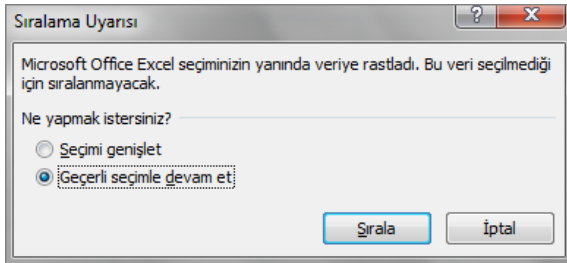 Sıralama Uyarısı
Microsoft Office Excel seçiminizin yanında veriye rastladı. Bu veri seçilmediği
için sıralanmayacak.
Ne yapmak istersiniz?
Seçimi genişlet
Geçerli seçimle devam et
Sırala
İptal